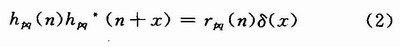 h_{pq}(n)h_{pq}*(n+x) = r_{pq}(n)δ(x) (2)